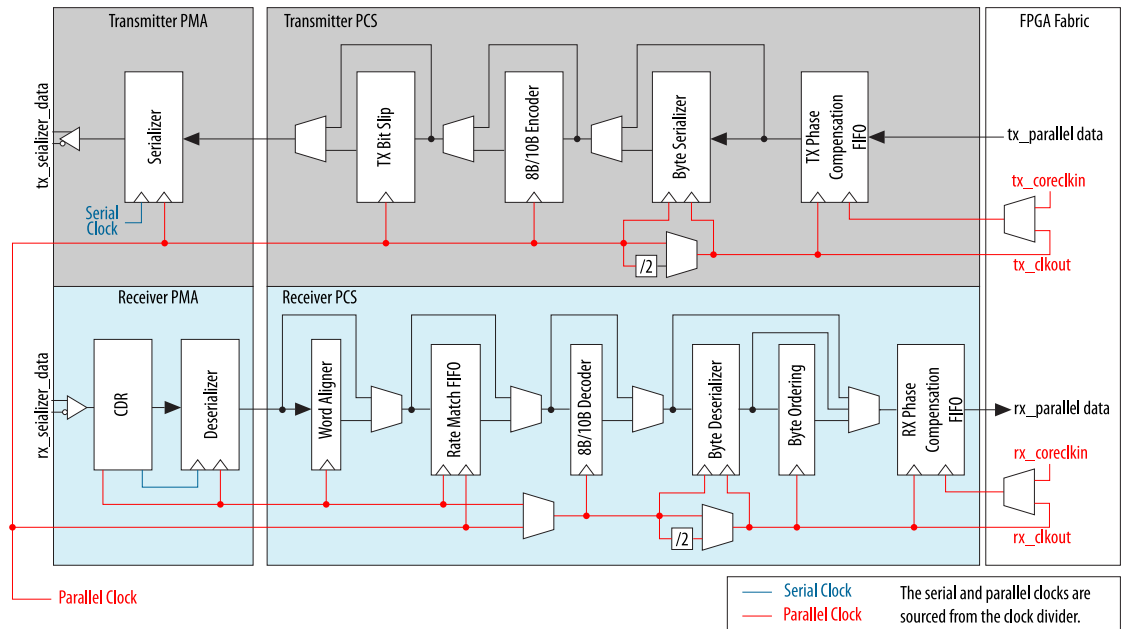 Transmitter PMA
Transmitter PCS
FPGA Fabric
tx_seializer_data
Serializer
TX Bit Slip
8B/10B Encoder
Byte Serializer
TX Phase
Compensation
FIFO
tx_parallel data
tx_coreclkin
Serial
Clock
/2
tx_clkout
Receiver PMA
Receiver PCS
rx_seializer_data
CDR
Deserializer
Word Aligner
Rate Match FIFO
8B/10B Decoder
Byte Deserializer
Byte Ordering
RX Phase
Compensation
FIFO
rx_parallel data
rx_coreclkin
/2
rx_clkout
Parallel Clock
Serial Clock
Parallel Clock
The serial and parallel clocks are
sourced from the clock divider.